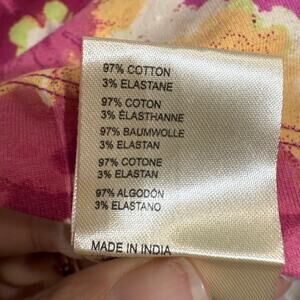 97% COTTON
3% ELASTANE
97% COTON
3% ÉLASTHANNE
97% BAUMWOLLE
3% ELASTAN
97% COTONE
3% ELASTAN
97% ALGODÓN
3% ELASTANO
MADE IN INDIA